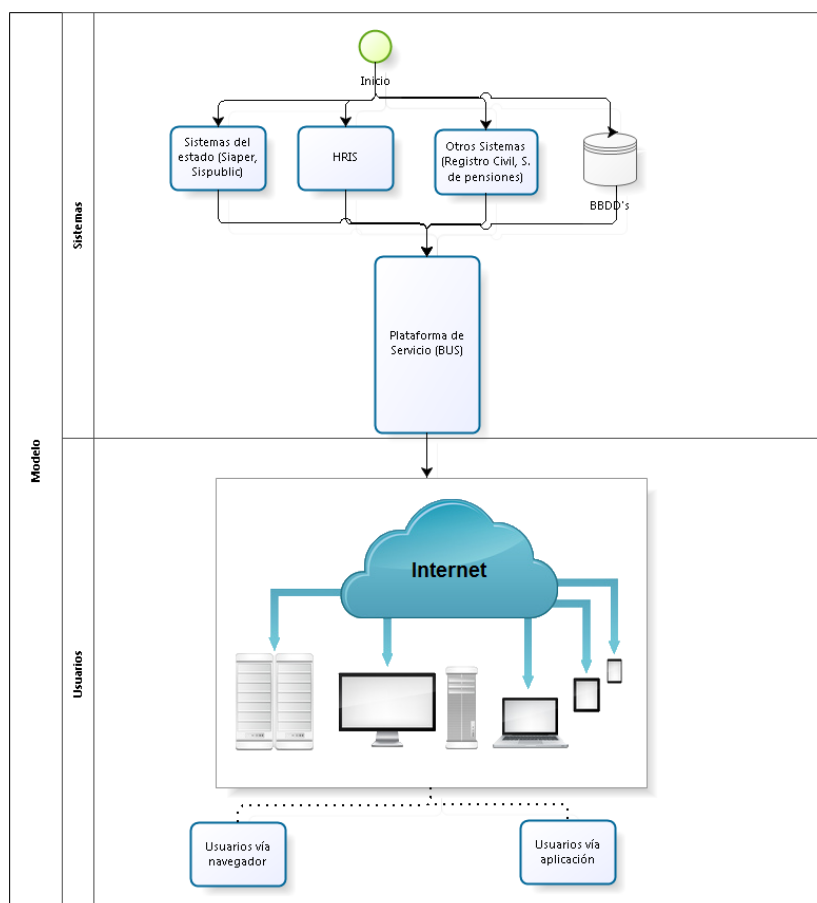 Modelo
Sistemas
Inicio
Sistemas del
estado (Siaper,
Sispublic)
HRIS
Otros Sistemas
(Registro Civil, S.
de pensiones)
BBDD's
Plataforma de
Servicio (BUS)
Usuarios
Internet
Usuarios vía
navegador
Usuarios vía
aplicación